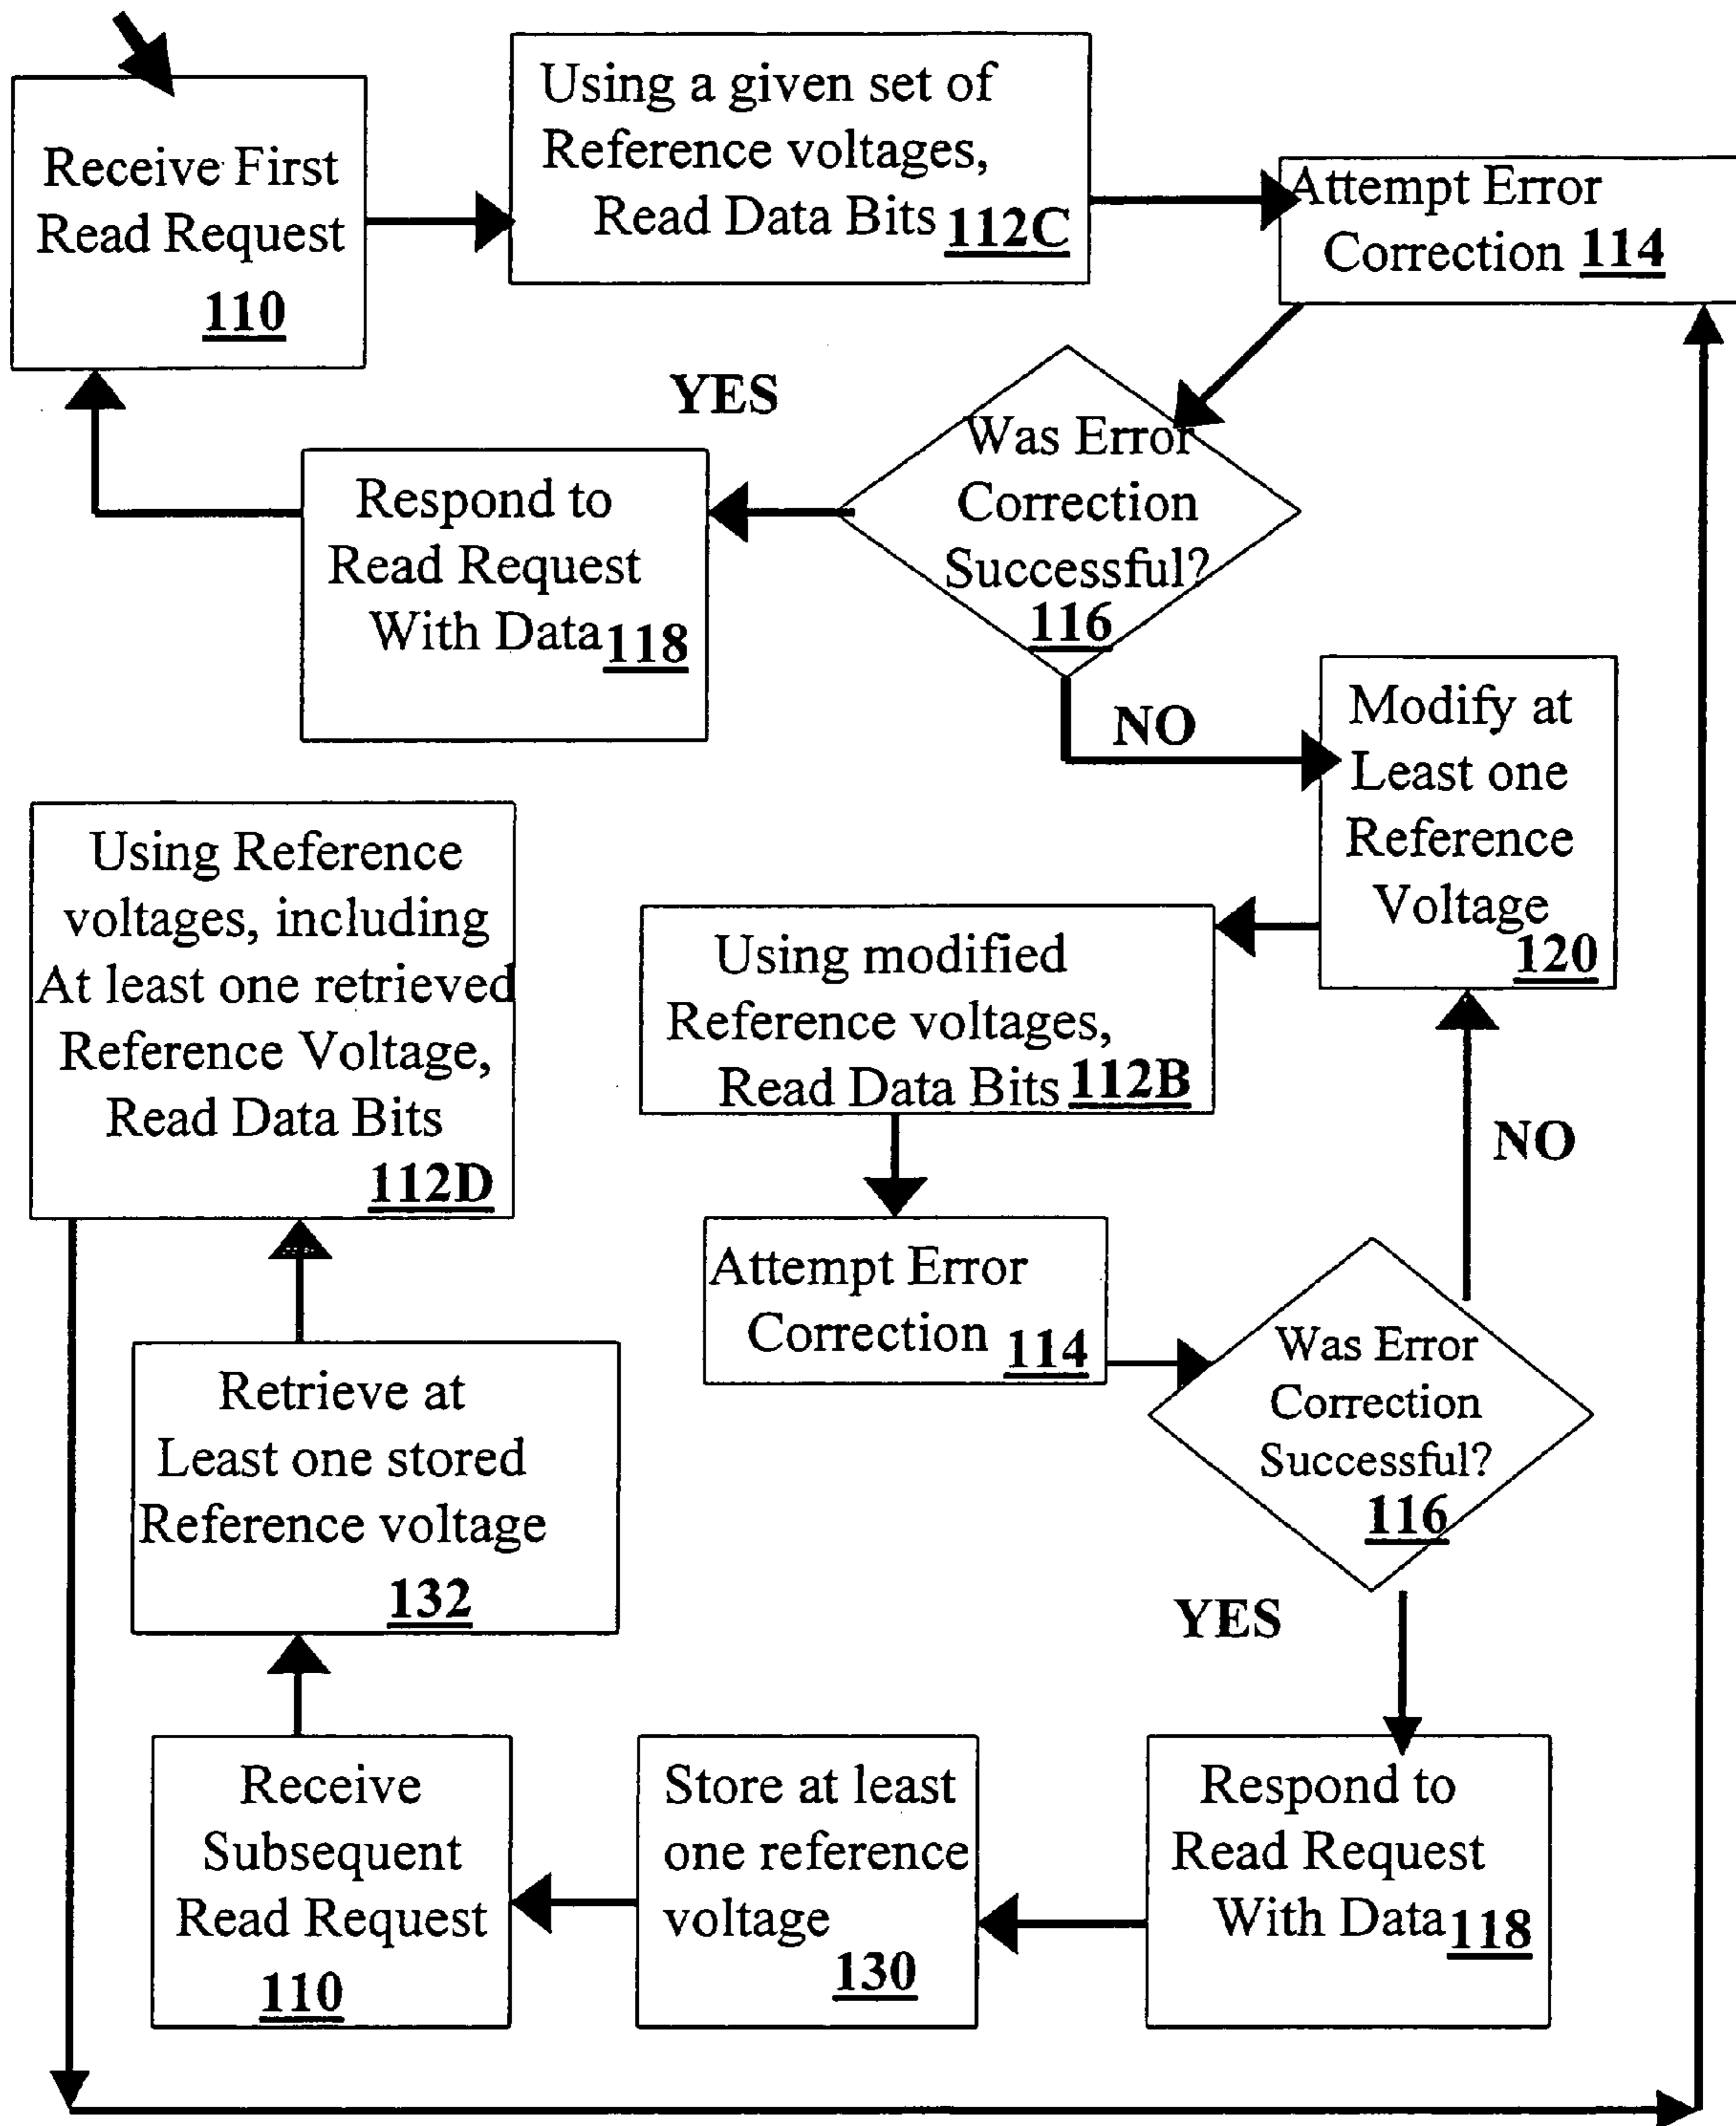 Receive First
Read Request
110
Using a given set of
Reference voltages,
Read Data Bits 112C
Attempt Error
Correction 114
Was Error
Correction
Successful?
116
YES
Respond to
Read Request
With Data 118
NO
Modify at
Least one
Reference
Voltage
120
Using modified
Reference voltages,
Read Data Bits 112B
Attempt Error
Correction 114
Was Error
Correction
Successful?
116
NO
YES
Respond to
Read Request
With Data 118
Store at least
one reference
voltage
130
Receive
Subsequent
Read Request
110
Retrieve at
Least one stored
Reference voltage
132
Using Reference
voltages, including
At least one retrieved
Reference Voltage,
Read Data Bits
112D